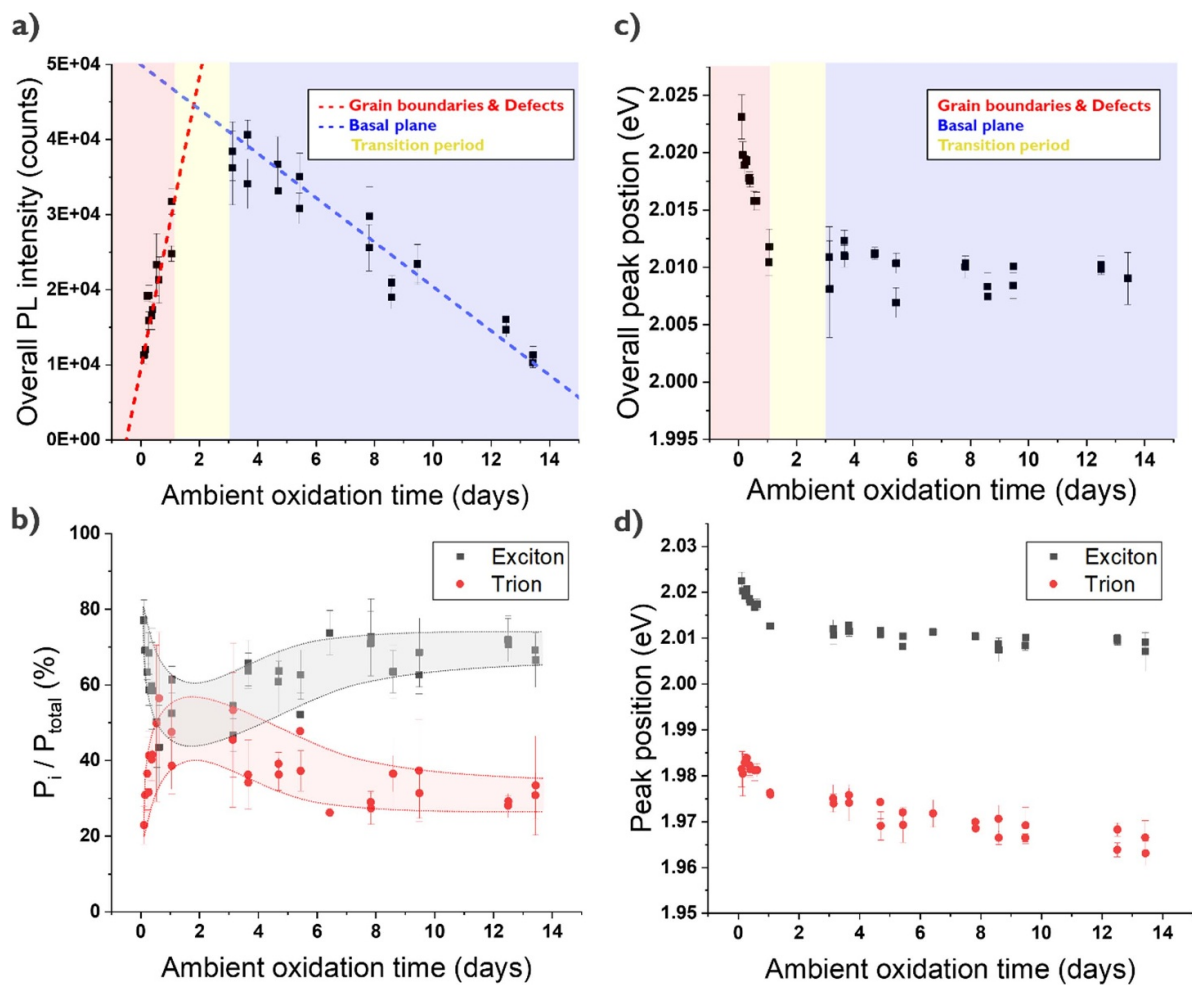 a)
Overall PL intensity (counts)
5E+04
4E+04
3E+04
2E+04
1E+04
0E+00
Grain boundaries & Defects
Basal plane
Transition period
0 2 4 6 8 10 12 14
Ambient oxidation time (days)
c)
Overall peak postion (eV)
2.025
2.020
2.015
2.010
2.005
2.000
1.995
Grain boundaries & Defects
Basal plane
Transition period
0 2 4 6 8 10 12 14
Ambient oxidation time (days)
b)
Pi / Ptotal (%)
100
80
60
40
20
0
Exciton
Trion
0 2 4 6 8 10 12 14
Ambient oxidation time (days)
d)
Peak position (eV)
2.03
2.02
2.01
2.00
1.99
1.98
1.97
1.96
1.95
Exciton
Trion
0 2 4 6 8 10 12 14
Ambient oxidation time (days)